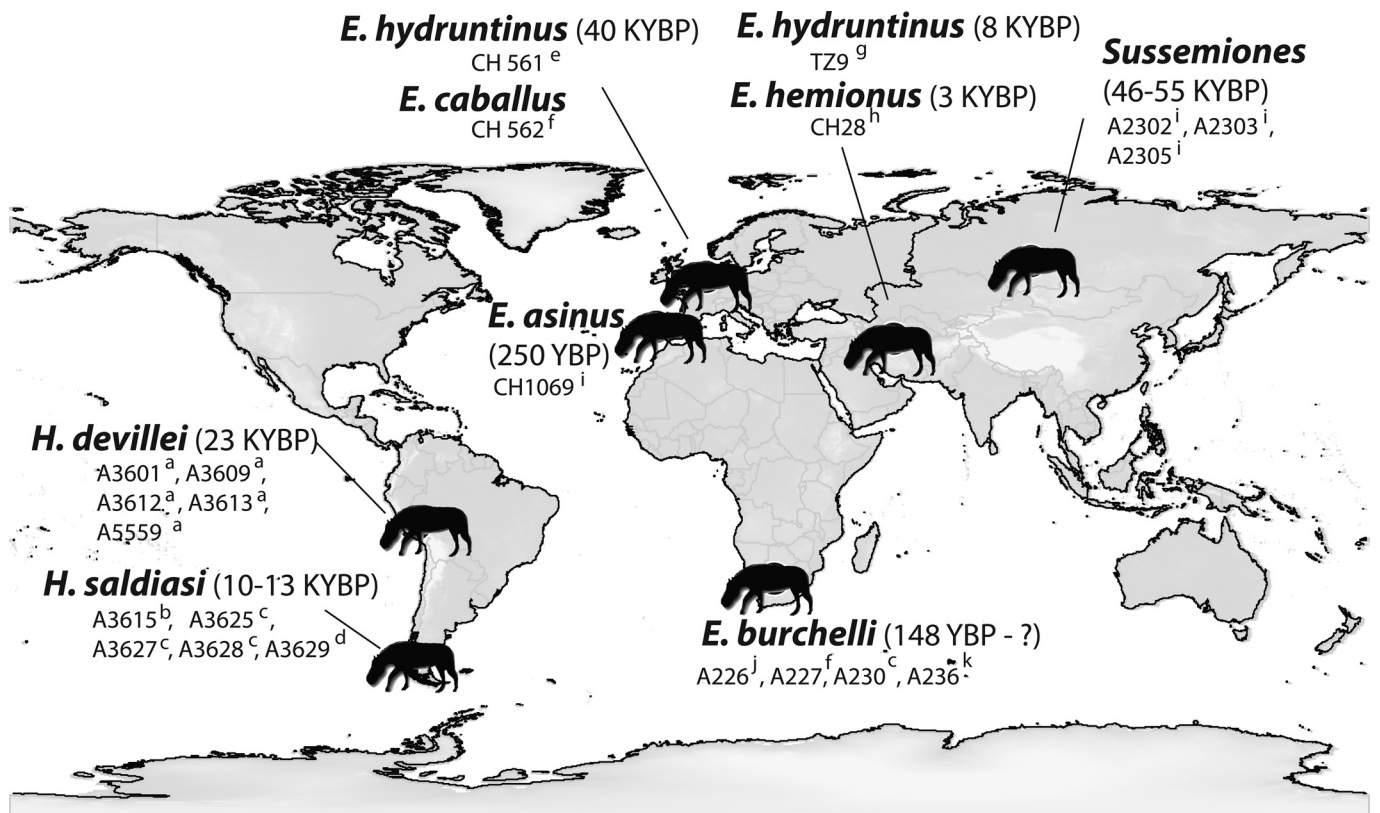 E. hydruntinus (40 KYBP)
CH 561 e
E. caballus
CH 562 f
E. hydruntinus (8 KYBP)
TZ9 g
E. hemionus (3 KYBP)
CH28 h
Sussemiones
(46-55 KYBP)
A2302 i, A2303 i,
A2305 i
E. asinus
(250 YBP)
CH1069 i
H. devillei (23 KYBP)
A3601 a, A3609 a,
A3612 a, A3613 a,
A5559 a
H. saldiasi (10-13 KYBP)
A3615 b, A3625 c,
A3627 c, A3628 c, A3629 d
E. burchelli (148 YBP - ?)
A226 j, A227 f, A230 c, A236 k